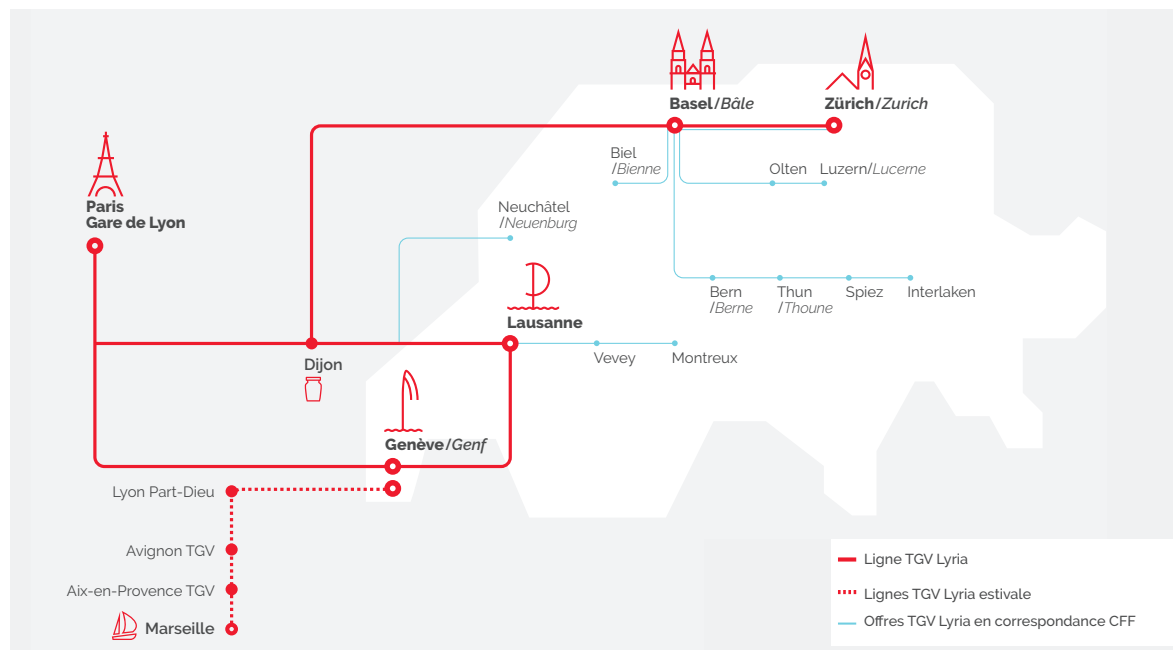 Basel/Bâle
Zürich/Zurich
Biel
/Bienne
Olten
Luzern/Lucerne
Paris
Gare de Lyon
Neuchâtel
/Neuenburg
Bern
/Berne
Thun
/Thoune
Spiez
Interlaken
Lausanne
Vevey
Montreux
Dijon
Genève/Genf
Lyon Part-Dieu
Avignon TGV
Aix-en-Provence TGV
Marseille
Ligne TGV Lyria
Lignes TGV Lyria estivale
Offres TGV Lyria en correspondance CFF